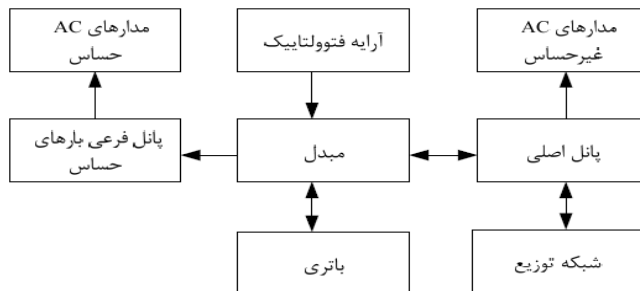 مدارهای AC
غیرحساس
آرایه فتوولتاییک
مدارهای AC
حساس
پانل اصلی
مبدل
پانل فرعی بارهای
حساس
شبکه توزیع
باتری